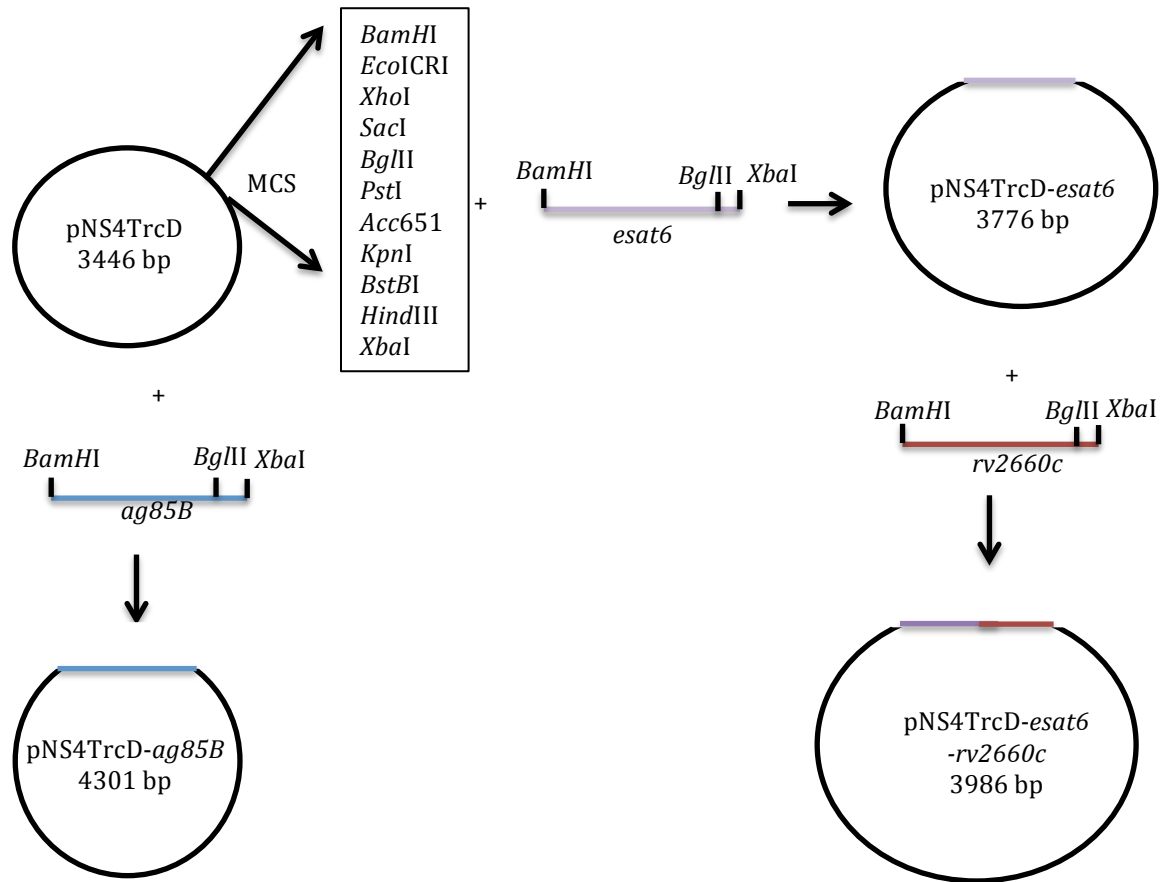 BamHI
EcoICRI
XhoI
SacI
BglII
PstI
Acc651
KpnI
BstBI
HindIII
XbaI
MCS
pNS4TrcD
3446 bp
+
BamHI BglII XbaI
esat6
pNS4TrcD-esat6
3776 bp
+
BamHI BglII XbaI
ag85B
pNS4TrcD-ag85B
4301 bp
+
BamHI BglII XbaI
rv2660c
pNS4TrcD-esat6
-rv2660c
3986 bp